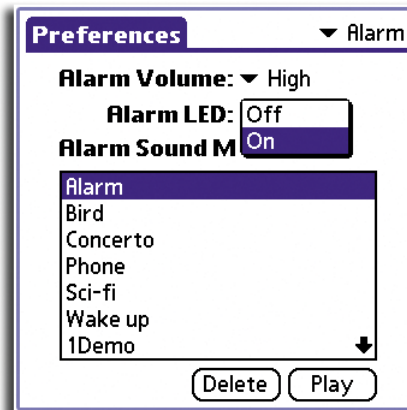 Preferences
Alarm
Alarm Volume: High
Alarm LED: Off
On
Alarm Sound M
Alarm
Bird
Concerto
Phone
Sci-fi
Wake up
1Demo
Delete Play